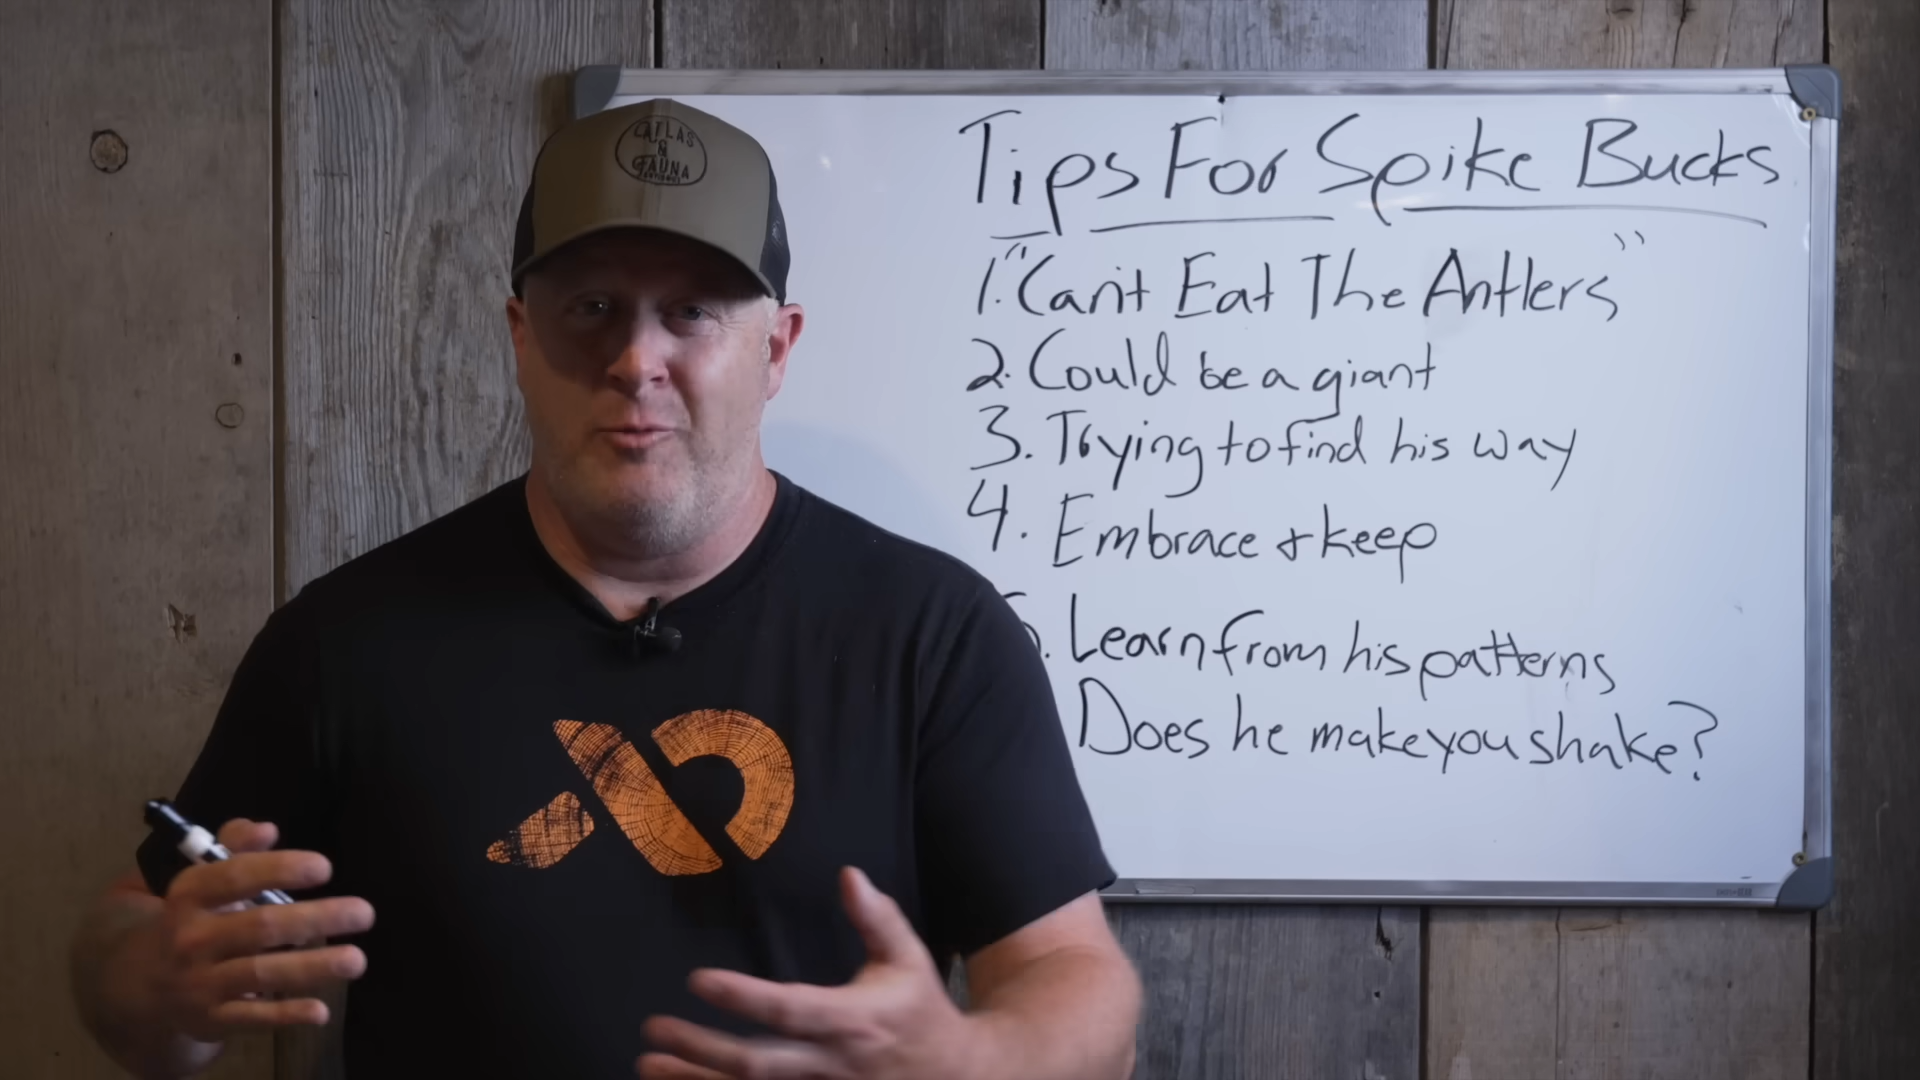 ATLAS
&
FAUNA
Tips For Spike Bucks
1. "Can't Eat The Antlers"
2. Could be a giant
3. Trying to find his way
4. Embrace & keep
5. Learn from his patterns
Does he make you shake?